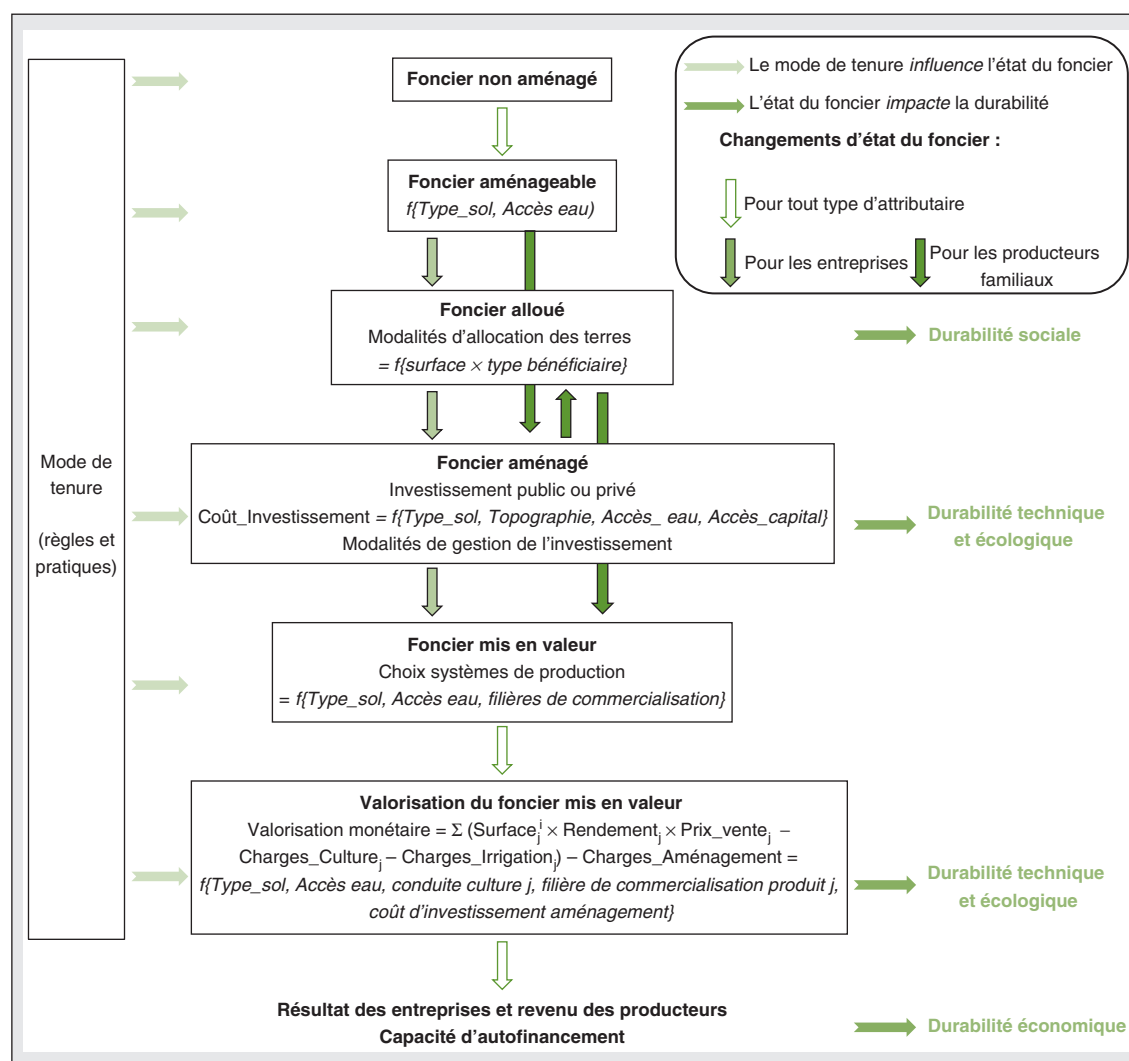 Mode de
tenure
(règles et
pratiques)
Foncier non aménagé
Foncier aménageable
f{Type_sol, Accès eau)
Foncier alloué
Modalités d'allocation des terres
= f{surface × type bénéficiaire}
Foncier aménagé
Investissement public ou privé
Coût_Investissement = f{Type_sol, Topographie, Accès_ eau, Accès_capital}
Modalités de gestion de l'investissement
Foncier mis en valeur
Choix systèmes de production
= f{Type_sol, Accès eau, filières de commercialisation}
Valorisation du foncier mis en valeur
Valorisation monétaire = Σ (Surface_j^i × Rendement_j × Prix_vente_j –
Charges_Culture_j – Charges_Irrigation_j) – Charges_Aménagement =
f{Type_sol, Accès eau, conduite culture j, filière de commercialisation produit j,
coût d'investissement aménagement}
Résultat des entreprises et revenu des producteurs
Capacité d'autofinancement
Le mode de tenure influence l'état du foncier
L'état du foncier impacte la durabilité
Changements d'état du foncier :
Pour tout type d'attributaire
Pour les entreprises
Pour les producteurs
familiaux
Durabilité sociale
Durabilité technique
et écologique
Durabilité technique
et écologique
Durabilité économique